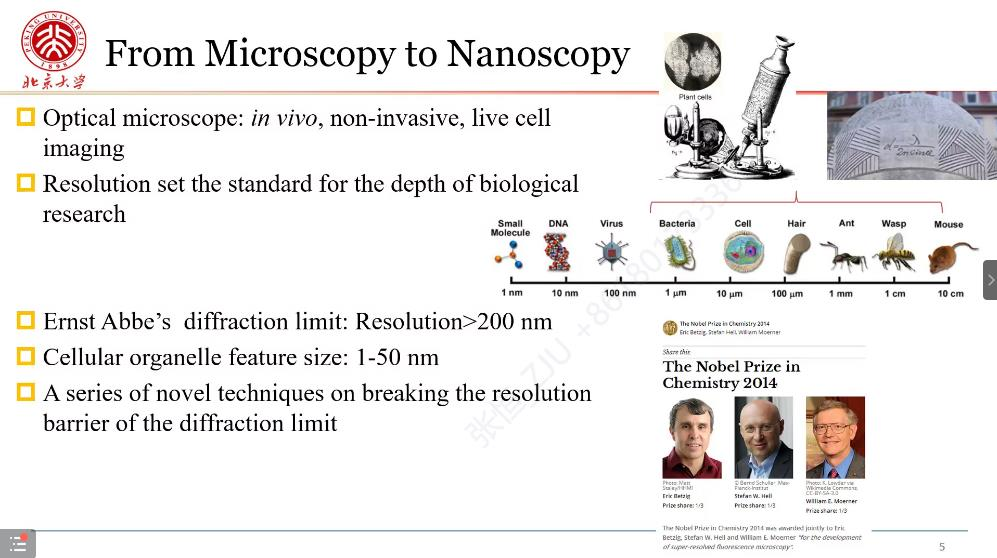 PEKING UNIVERSITY
1898
北京大学
From Microscopy to Nanoscopy
Optical microscope: in vivo, non-invasive, live cell
imaging
Resolution set the standard for the depth of biological
research
Plant cells
d=λ/2n sinα
Small
Molecule
DNA
Virus
Bacteria
Cell
Hair
Ant
Wasp
Mouse
1 nm
10 nm
100 nm
1 μm
10 μm
100 μm
1 mm
1 cm
10 cm
Ernst Abbe’s  diffraction limit: Resolution>200 nm
Cellular organelle feature size: 1-50 nm
A series of novel techniques on breaking the resolution
barrier of the diffraction limit
The Nobel Prize in Chemistry 2014
Eric Betzig, Stefan Hell, William Moerner
Share this
The Nobel Prize in
Chemistry 2014
Photo: Matt
Staley/HHMI
Eric Betzig
Prize share: 1/3
© Bernd Schuller, Max-
Planck-Institut
Stefan W. Hell
Prize share: 1/3
Photo: K. Lowder via
Wikimedia Commons,
CC-BY-SA-3.0
William E. Moerner
Prize share: 1/3
The Nobel Prize in Chemistry 2014 was awarded jointly to Eric
Betzig, Stefan W. Hell and William E. Moerner "for the development
of super-resolved fluorescence microscopy".
5